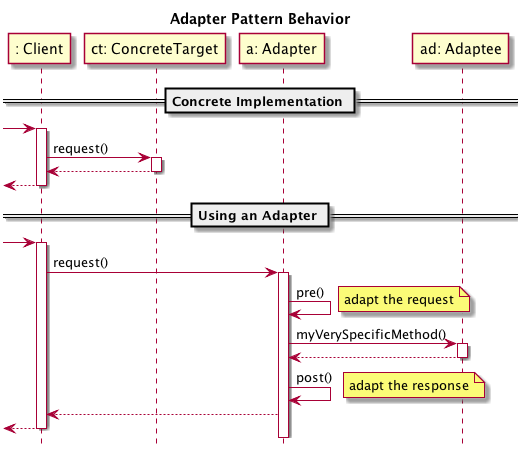 Adapter Pattern Behavior
: Client
ct: ConcreteTarget
a: Adapter
ad: Adaptee
Concrete Implementation
request()
Using an Adapter
request()
pre()
adapt the request
myVerySpecificMethod()
post()
adapt the response